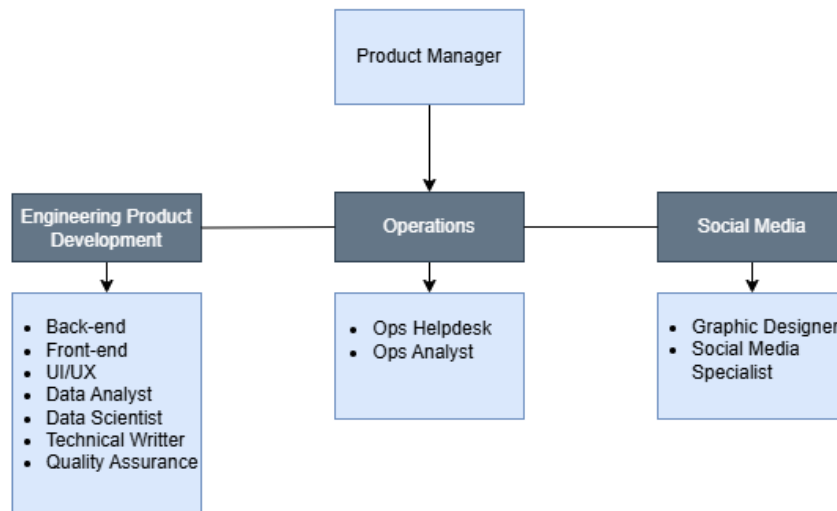 Product Manager
Engineering Product
Development
Operations
Social Media
• Back-end
• Front-end
• UI/UX
• Data Analyst
• Data Scientist
• Technical Writter
• Quality Assurance
• Ops Helpdesk
• Ops Analyst
• Graphic Designer
• Social Media
Specialist